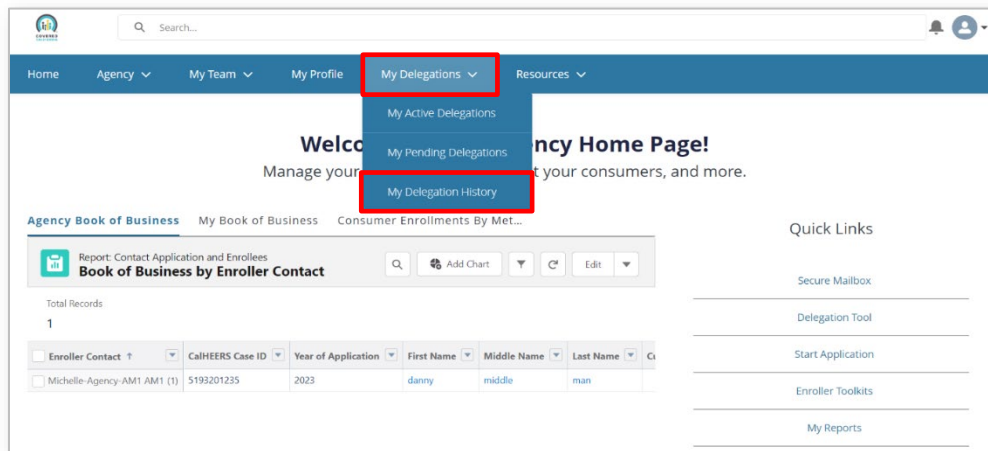 COVERED
Search...
Home Agency My Team My Profile My Delegations Resources
My Active Delegations
My Pending Delegations
My Delegation History
Welco ncy Home Page!
Manage your t your consumers, and more.
Agency Book of Business My Book of Business Consumer Enrollments By Met...
Quick Links
Report: Contact Application and Enrollees
Book of Business by Enroller Contact
Add Chart Edit
Secure Mailbox
Total Records
1
Delegation Tool
Enroller Contact ↑ CalHEERS Case ID Year of Application First Name Middle Name Last Name Cu
Start Application
Michelle-Agency-AM1 AM1 (1) 5193201235 2023 danny middle man
Enroller Toolkits
My Reports